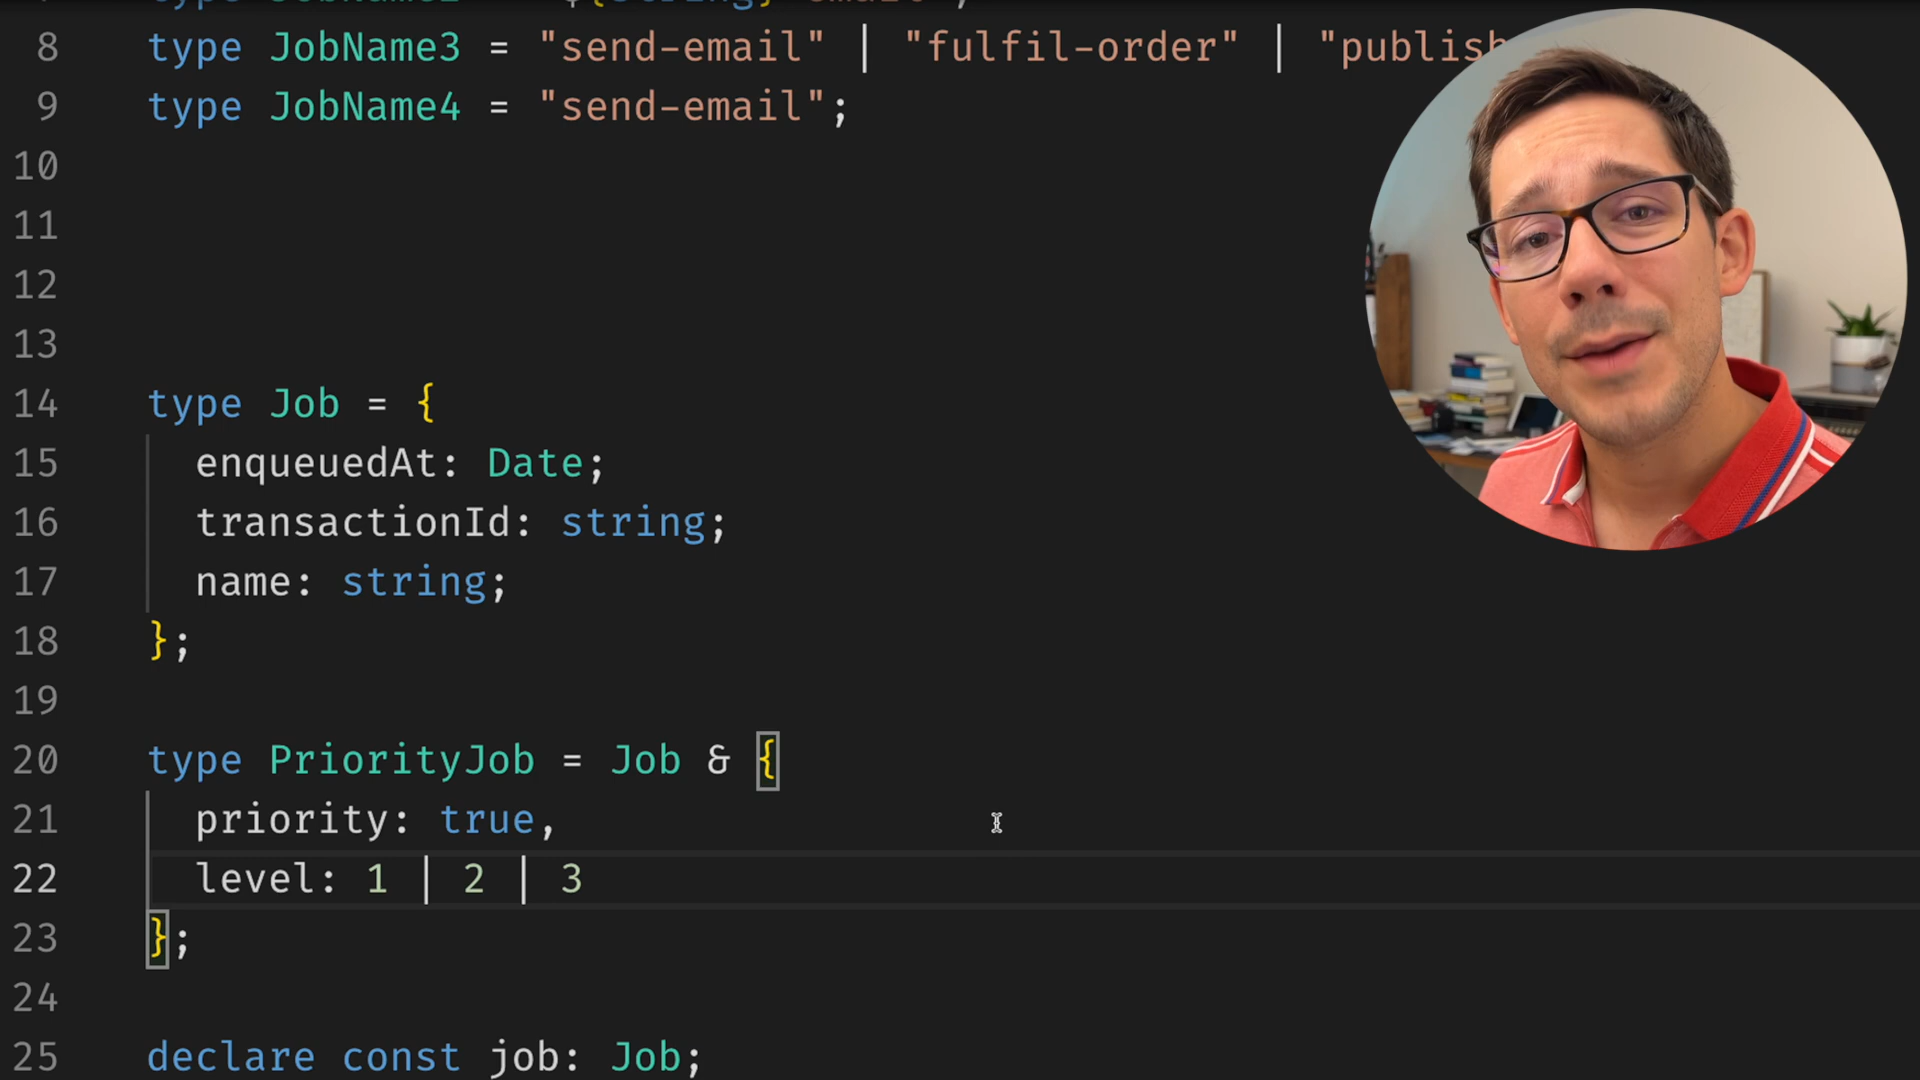 8 type JobName3 = "send-email" | "fulfil-order" | "publish
9 type JobName4 = "send-email";
10
11
12
13
14 type Job = {
15 enqueuedAt: Date;
16 transactionId: string;
17 name: string;
18 };
19
20 type PriorityJob = Job & {
21 priority: true,
22 level: 1 | 2 | 3
23 };
24
25 declare const job: Job;